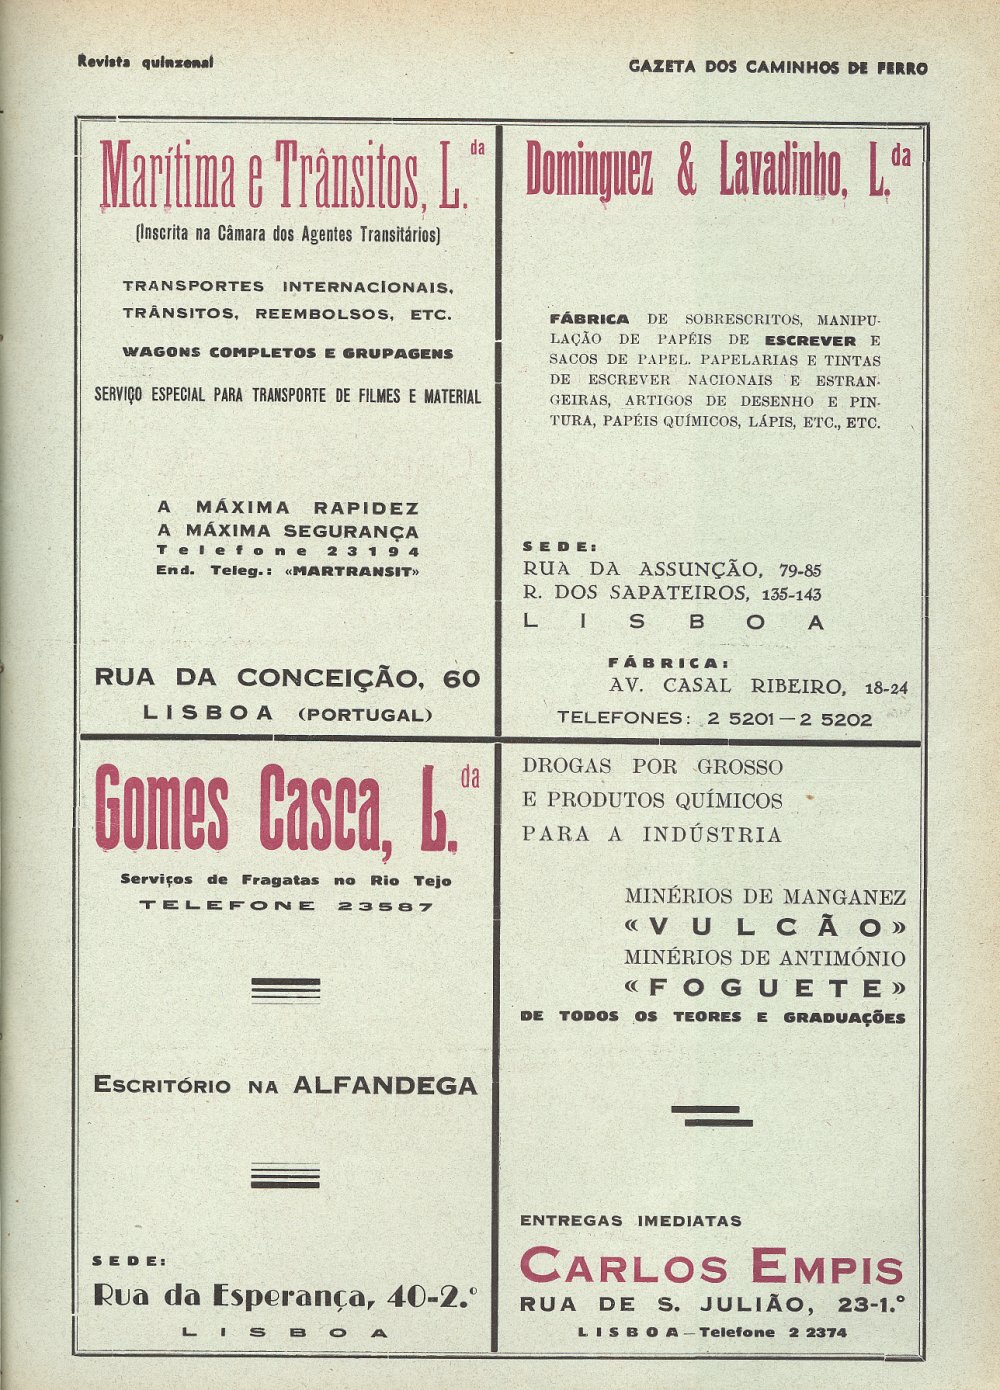 Revista quinzenal
GAZETA DOS CAMINHOS DE FERRO
Marítima e Trânsitos, L.da
(Inscrita na Câmara dos Agentes Transitários)
TRANSPORTES INTERNACIONAIS,
TRÂNSITOS, REEMBOLSOS, ETC.
WAGONS COMPLETOS E GRUPAGENS
SERVIÇO ESPECIAL PARA TRANSPORTE DE FILMES E MATERIAL
A MÁXIMA RAPIDEZ
A MÁXIMA SEGURANÇA
Telefone 23194
End. Teleg.: «MARTRANSIT»
RUA DA CONCEIÇÃO, 60
LISBOA (PORTUGAL)
Dominguez & Lavadinho, L.da
FÁBRICA DE SOBRESCRITOS, MANIPU-
LAÇÃO DE PAPÉIS DE ESCREVER E
SACOS DE PAPEL. PAPELARIAS E TINTAS
DE ESCREVER NACIONAIS E ESTRAN-
GEIRAS, ARTIGOS DE DESENHO E PIN-
TURA, PAPÉIS QUÍMICOS, LÁPIS, ETC., ETC.
SEDE:
RUA DA ASSUNÇÃO, 79-85
R. DOS SAPATEIROS, 135-143
LISBOA
FÁBRICA:
AV. CASAL RIBEIRO, 18-24
TELEFONES: 2 5201 — 2 5202
Gomes Casca, L.da
Serviços de Fragatas no Rio Tejo
TELEFONE 23587
ESCRITÓRIO NA ALFANDEGA
SEDE:
Rua da Esperança, 40-2.º
LISBOA
DROGAS POR GROSSO
E PRODUTOS QUÍMICOS
PARA A INDÚSTRIA
MINÉRIOS DE MANGANEZ
«VULCÃO»
MINÉRIOS DE ANTIMÓNIO
«FOGUETE»
DE TODOS OS TEORES E GRADUAÇÕES
ENTREGAS IMEDIATAS
CARLOS EMPIS
RUA DE S. JULIÃO, 23-1.º
LISBOA — Telefone 2 2374